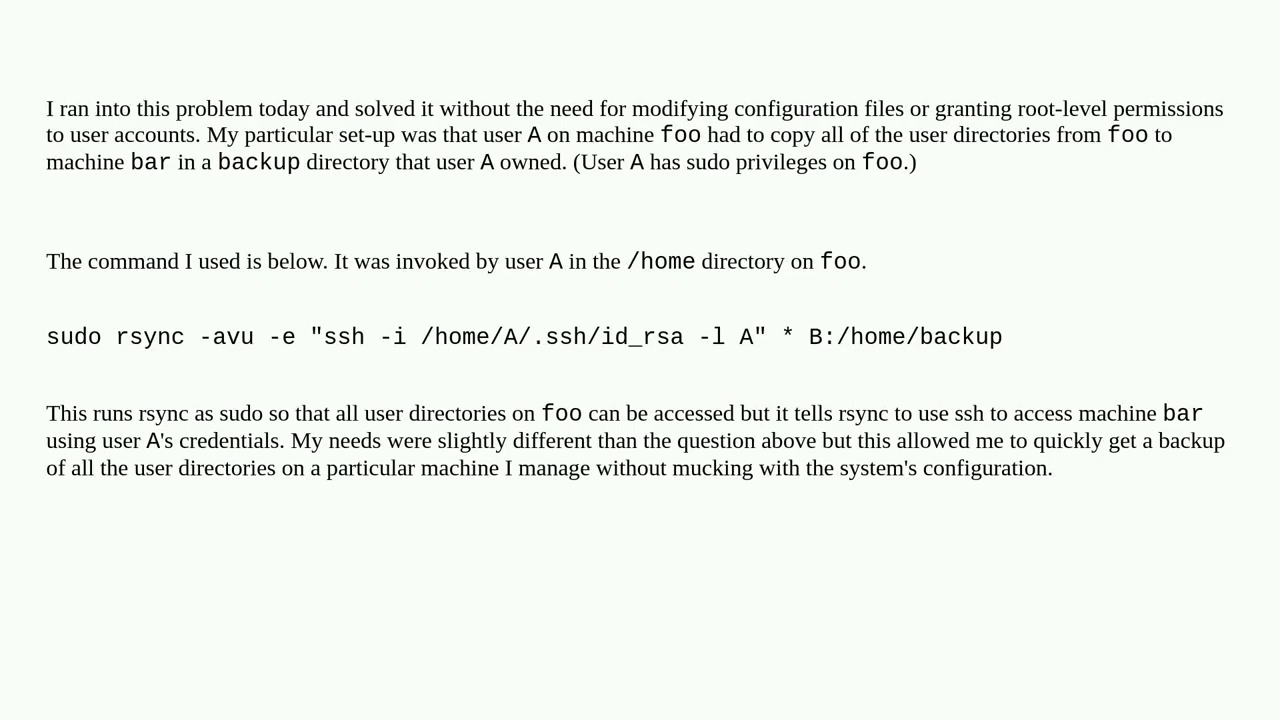 I ran into this problem today and solved it without the need for modifying configuration files or granting root-level permissions
to user accounts. My particular set-up was that user A on machine foo had to copy all of the user directories from foo to
machine bar in a backup directory that user A owned. (User A has sudo privileges on foo.)
The command I used is below. It was invoked by user A in the /home directory on foo.
sudo rsync -avu -e "ssh -i /home/A/.ssh/id_rsa -l A" * B:/home/backup
This runs rsync as sudo so that all user directories on foo can be accessed but it tells rsync to use ssh to access machine bar
using user A's credentials. My needs were slightly different than the question above but this allowed me to quickly get a backup
of all the user directories on a particular machine I manage without mucking with the system's configuration.